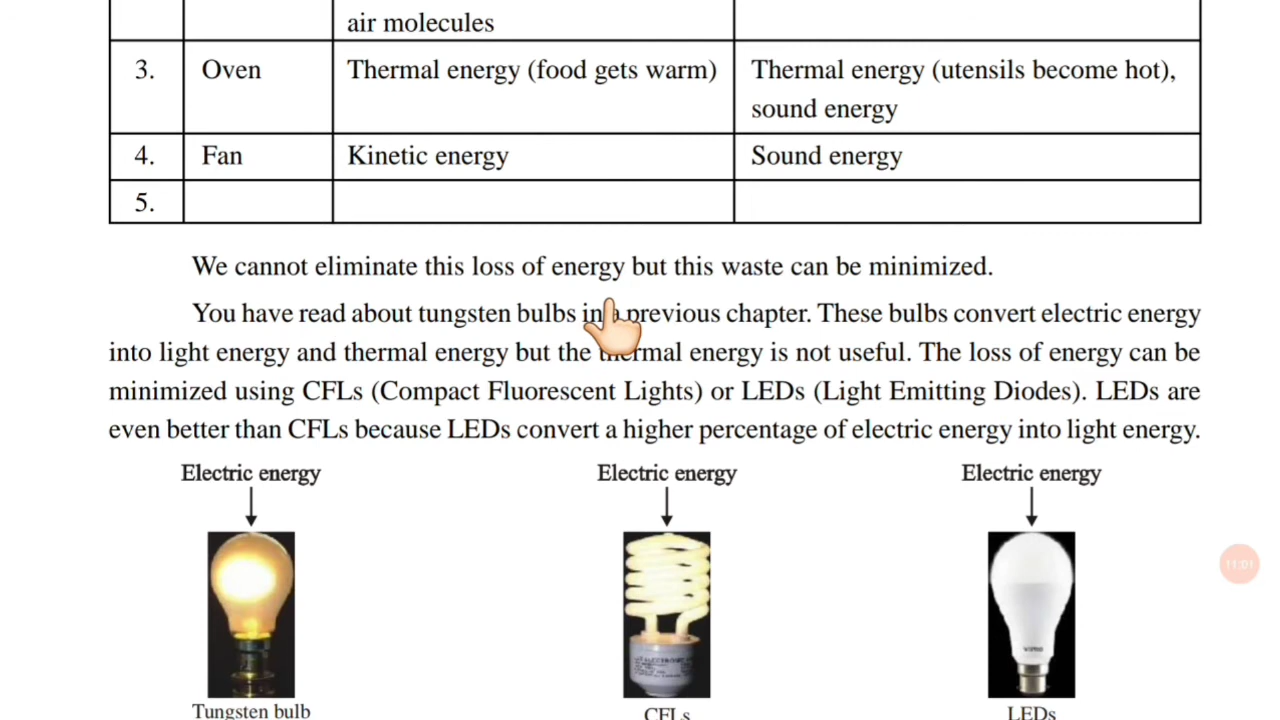 air molecules
3. Oven Thermal energy (food gets warm) Thermal energy (utensils become hot),
sound energy
4. Fan Kinetic energy Sound energy
5.
We cannot eliminate this loss of energy but this waste can be minimized.
You have read about tungsten bulbs in previous chapter. These bulbs convert electric energy
into light energy and thermal energy but the thermal energy is not useful. The loss of energy can be
minimized using CFLs (Compact Fluorescent Lights) or LEDs (Light Emitting Diodes). LEDs are
even better than CFLs because LEDs convert a higher percentage of electric energy into light energy.
Electric energy Electric energy Electric energy
Tungsten bulb CFLs LEDs
11:01